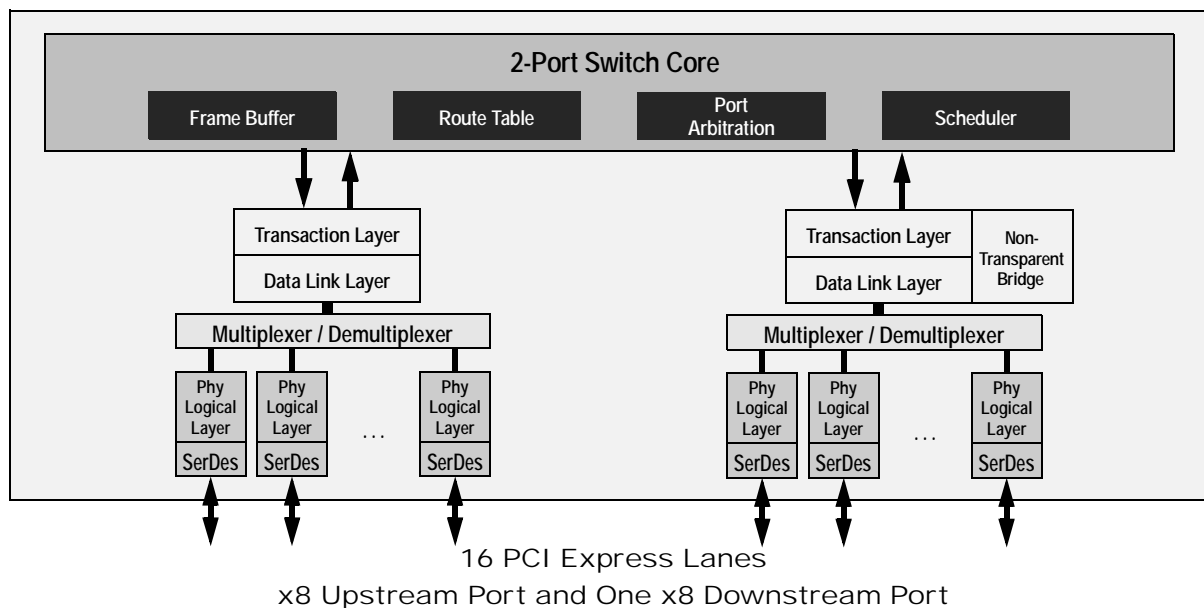 2-Port Switch Core
Frame Buffer
Route Table
Port
Arbitration
Scheduler
Transaction Layer
Data Link Layer
Transaction Layer
Data Link Layer
Non-
Transparent
Bridge
Multiplexer / Demultiplexer
Multiplexer / Demultiplexer
Phy
Logical
Layer
SerDes
Phy
Logical
Layer
SerDes
...
Phy
Logical
Layer
SerDes
Phy
Logical
Layer
SerDes
Phy
Logical
Layer
SerDes
...
Phy
Logical
Layer
SerDes
16 PCI Express Lanes
x8 Upstream Port and One x8 Downstream Port